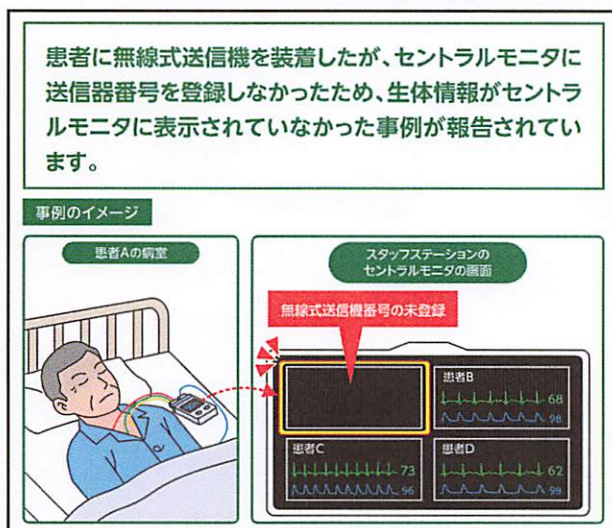 患者に無線式送信機を装着したが、セントラルモニタに
送信器番号を登録しなかったため、生体情報がセントラ
ルモニタに表示されていなかった事例が報告されてい
ます。
事例のイメージ
患者Aの病室
スタッフステーションの
セントラルモニタの画面
無線式送信機番号の未登録
患者B
68
98
患者C
73
96
患者D
62
99